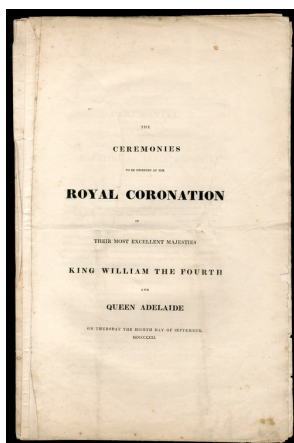 THE
CEREMONIES
TO BE OBSERVED AT THE
ROYAL CORONATION
OF
THEIR MOST EXCELLENT MAJESTIES
KING WILLIAM THE FOURTH
AND
QUEEN ADELAIDE
ON THURSDAY THE EIGHTH DAY OF SEPTEMBER,
MDCCCXXXI.